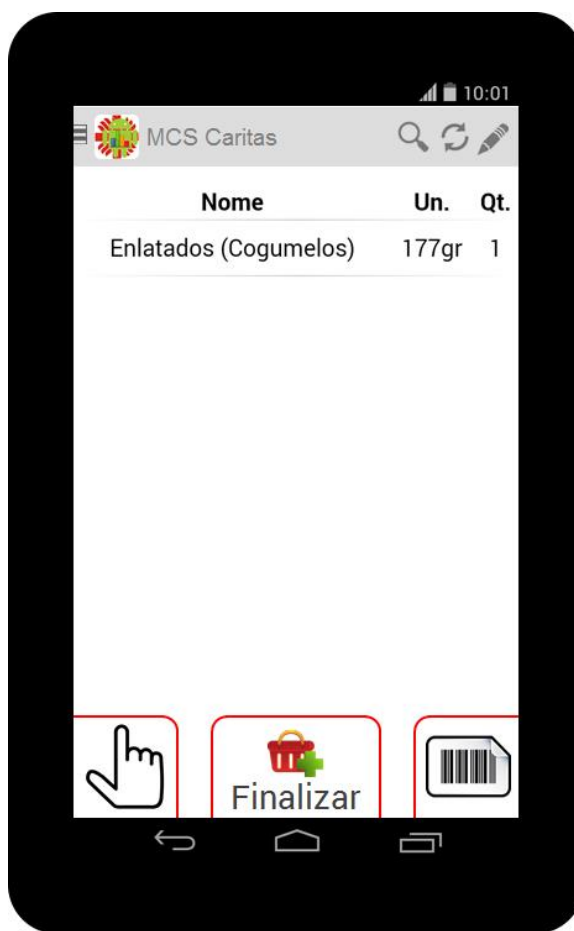 10:01
MCS Caritas
Nome Un. Qt.
Enlatados (Cogumelos) 177gr 1
Finalizar